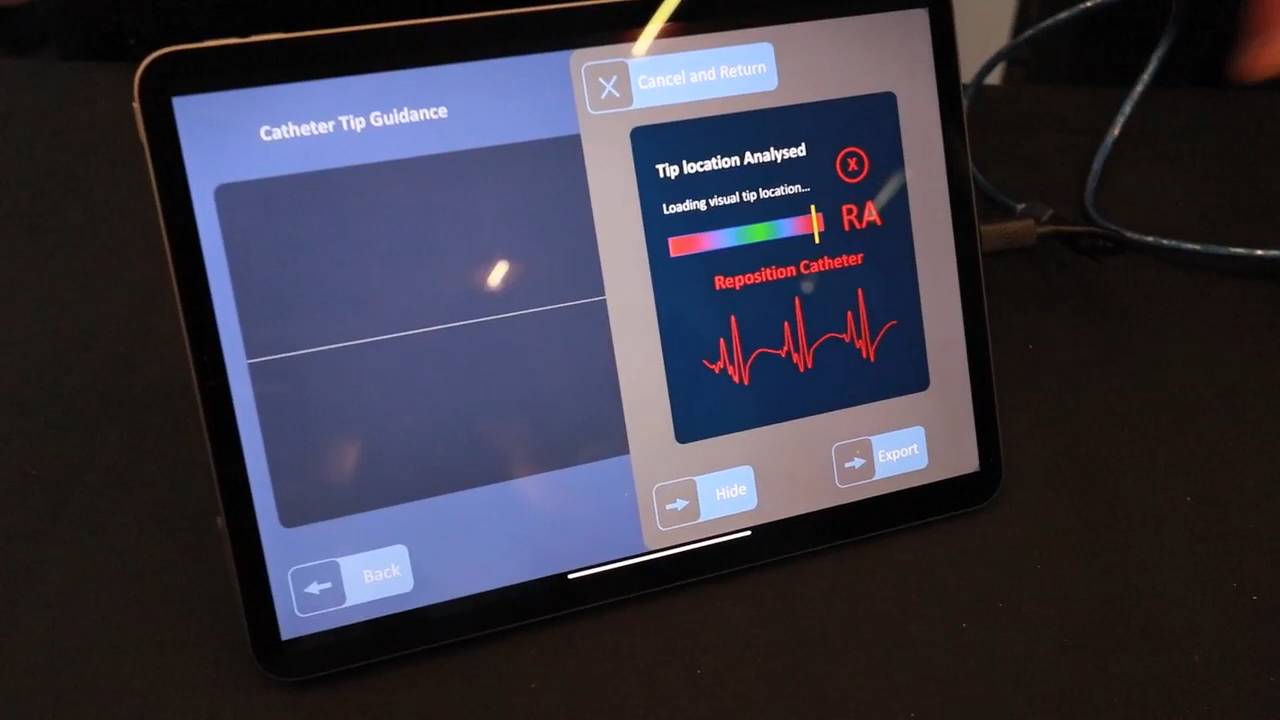 Catheter Tip Guidance
Back
X Cancel and Return
Tip location Analysed
X
Loading visual tip location...
RA
Reposition Catheter
Hide
Export